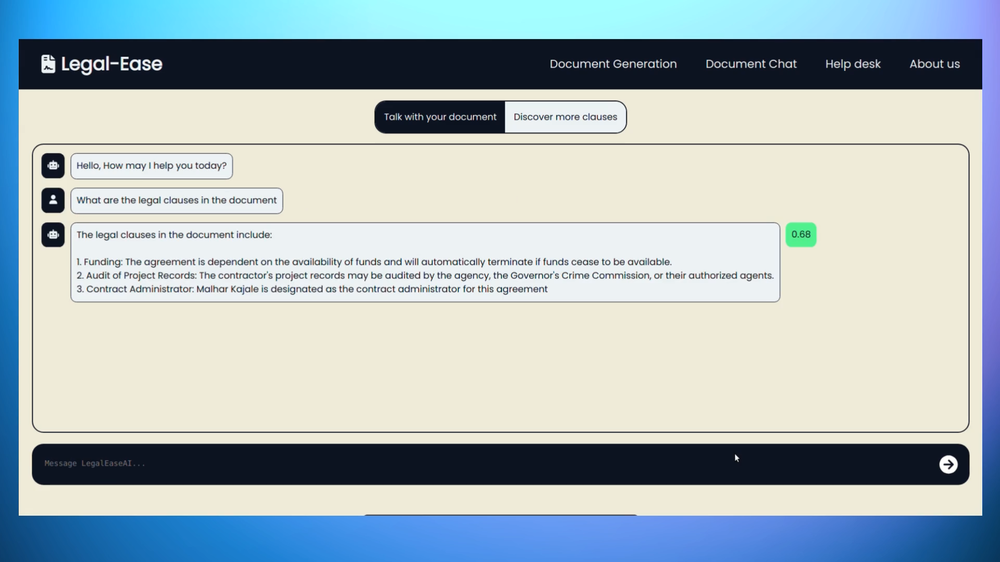 Legal-Ease
Document Generation
Document Chat
Help desk
About us
Talk with your document
Discover more clauses
Hello, How may I help you today?
What are the legal clauses in the document
The legal clauses in the document include:
0.68
1. Funding: The agreement is dependent on the availability of funds and will automatically terminate if funds cease to be available.
2. Audit of Project Records: The contractor's project records may be audited by the agency, the Governor's Crime Commission, or their authorized agents.
3. Contract Administrator: Malhar Kajale is designated as the contract administrator for this agreement
Message LegalEaseAI...